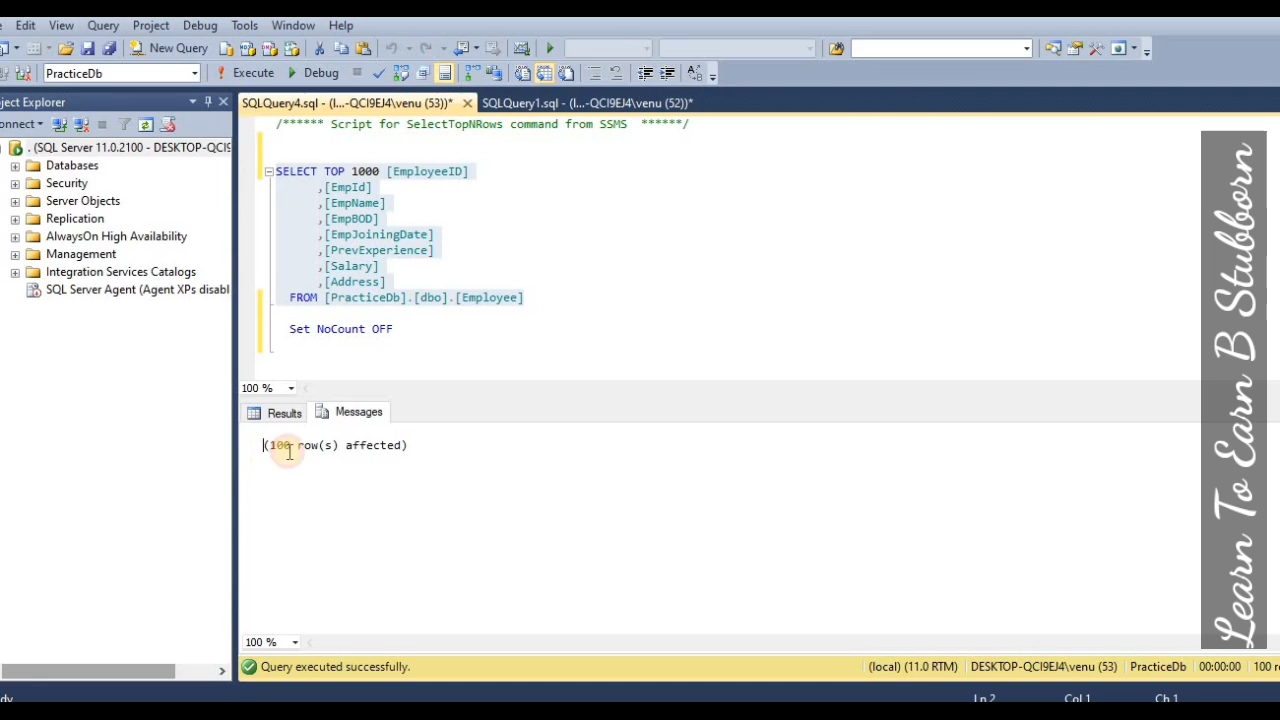 e Edit View Query Project Debug Tools Window Help
New Query
PracticeDb Execute Debug
ject Explorer
SQLQuery4.sql - (l...-QCI9EJ4\venu (53))* SQLQuery1.sql - (l...-QCI9EJ4\venu (52))*
onnect
. (SQL Server 11.0.2100 - DESKTOP-QCI9
Databases
Security
Server Objects
Replication
AlwaysOn High Availability
Management
Integration Services Catalogs
SQL Server Agent (Agent XPs disabl
/****** Script for SelectTopNRows command from SSMS ******/
SELECT TOP 1000 [EmployeeID]
,[EmpId]
,[EmpName]
,[EmpBOD]
,[EmpJoiningDate]
,[PrevExperience]
,[Salary]
,[Address]
FROM [PracticeDb].[dbo].[Employee]
Set NoCount OFF
100 %
Results Messages
(100 row(s) affected)
100 %
Query executed successfully. (local) (11.0 RTM) DESKTOP-QCI9EJ4\venu (53) PracticeDb 00:00:00 100 ro
dy Ln 2 Col 1 Ch 1
Learn To Earn B Stubborn